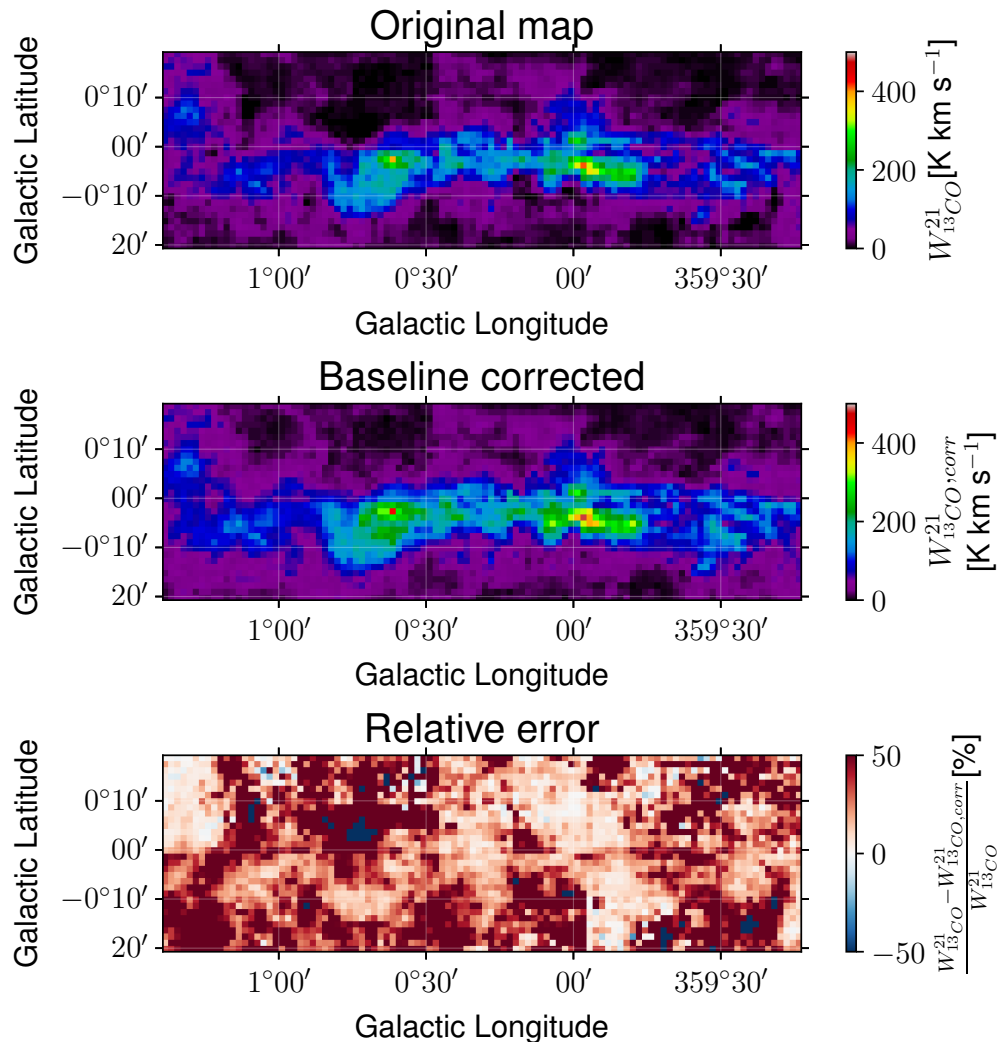 Original map
Galactic Latitude
0°10′
00′
−0°10′
20′
1°00′
0°30′
00′
359°30′
Galactic Longitude
400
200
0
W^{21}_{13CO}[K km s^{-1}]
Baseline corrected
Galactic Latitude
0°10′
00′
−0°10′
20′
1°00′
0°30′
00′
359°30′
Galactic Longitude
400
200
0
W^{21}_{13CO,corr}
[K km s^{-1}]
Relative error
Galactic Latitude
0°10′
00′
−0°10′
20′
1°00′
0°30′
00′
359°30′
Galactic Longitude
50
0
−50
\frac{W^{21}_{13CO}−W^{21}_{13CO,corr}}{W^{21}_{13CO}}[%]